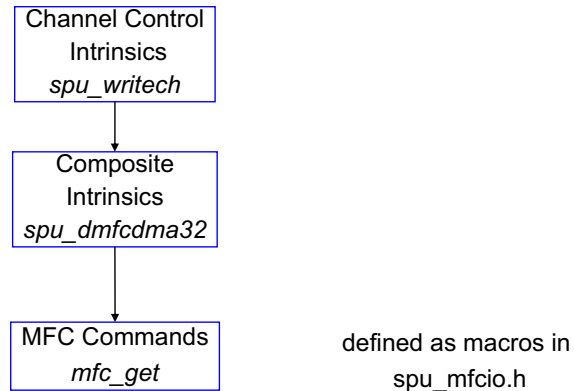 Channel Control
Intrinsics
spu_writech
Composite
Intrinsics
spu_dmfcdma32
MFC Commands
mfc_get
defined as macros in
spu_mfcio.h